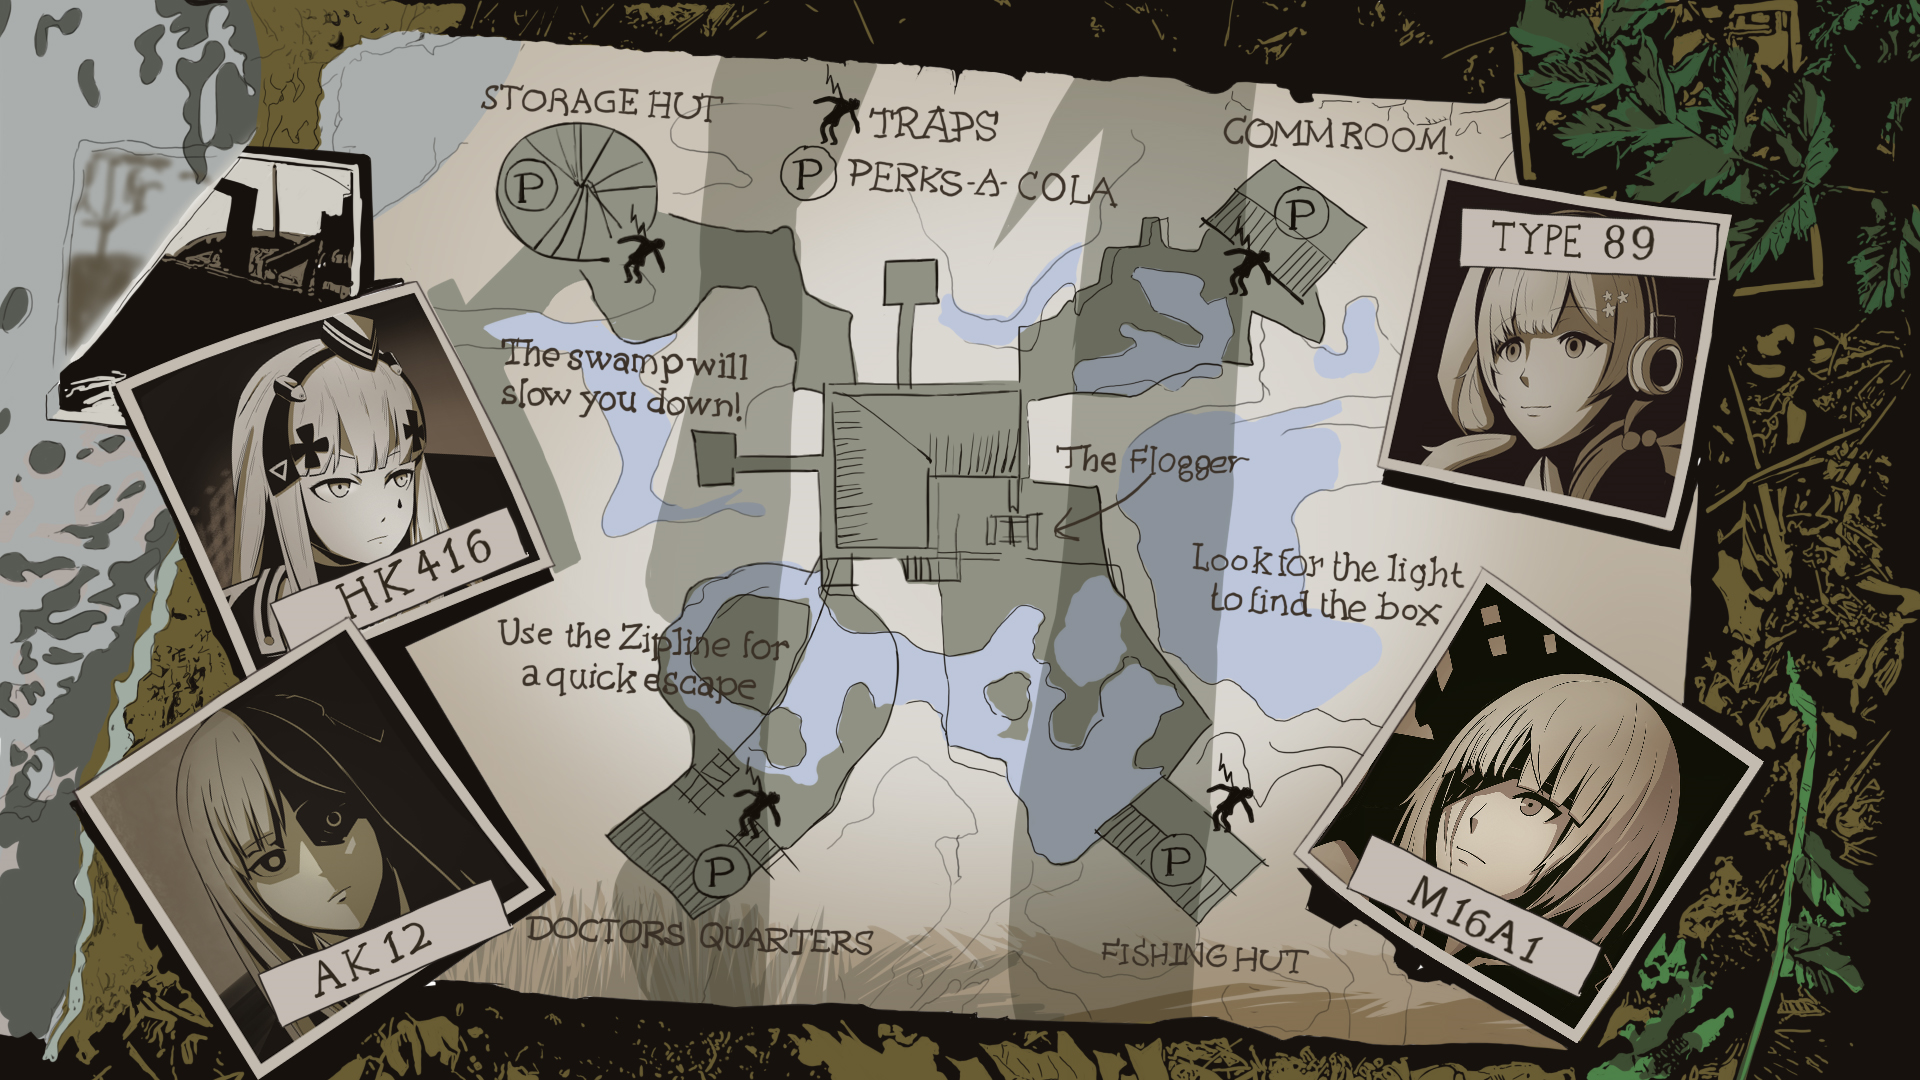 STORAGE HUT
TRAPS
P PERKS-A-COLA
COMM ROOM.
P
P
TYPE 89
The swamp will
slow you down!
HK416
The Flogger
Look for the light
to find the box
Use the Zipline for
a quick escape
P
P
AK12
M16A1
DOCTORS QUARTERS
FISHING HUT